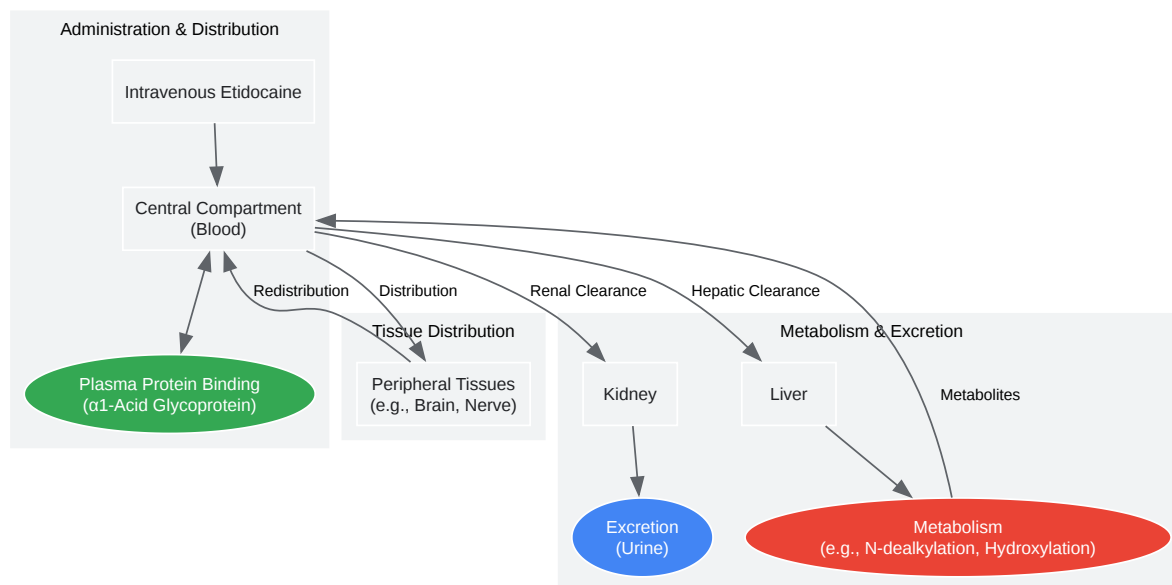 Administration & Distribution
Intravenous Etidocaine
Central Compartment
(Blood)
Redistribution
Distribution
Renal Clearance
Hepatic Clearance
Tissue Distribution
Metabolism & Excretion
Plasma Protein Binding
(α1-Acid Glycoprotein)
Peripheral Tissues
(e.g., Brain, Nerve)
Kidney
Liver
Metabolites
Excretion
(Urine)
Metabolism
(e.g., N-dealkylation, Hydroxylation)